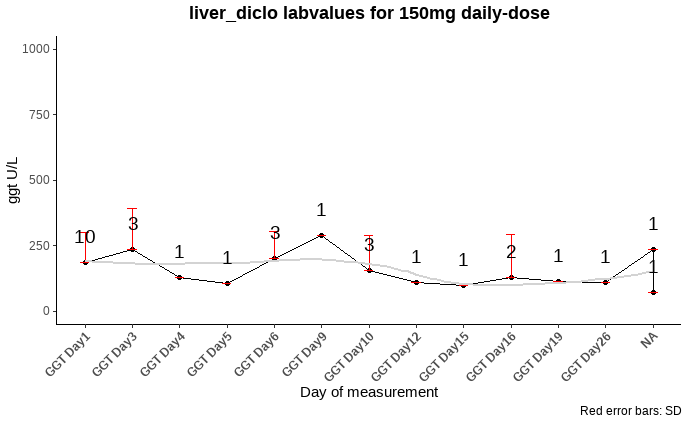 liver_diclo labvalues for 150mg daily-dose
1000
750
500
250
0
ggt U/L
10
3
1
1
3
1
3
1
1
2
1
1
1
1
GGT Day1
GGT Day3
GGT Day4
GGT Day5
GGT Day6
GGT Day9
GGT Day10
GGT Day12
GGT Day15
GGT Day16
GGT Day19
GGT Day26
NA
Day of measurement
Red error bars: SD